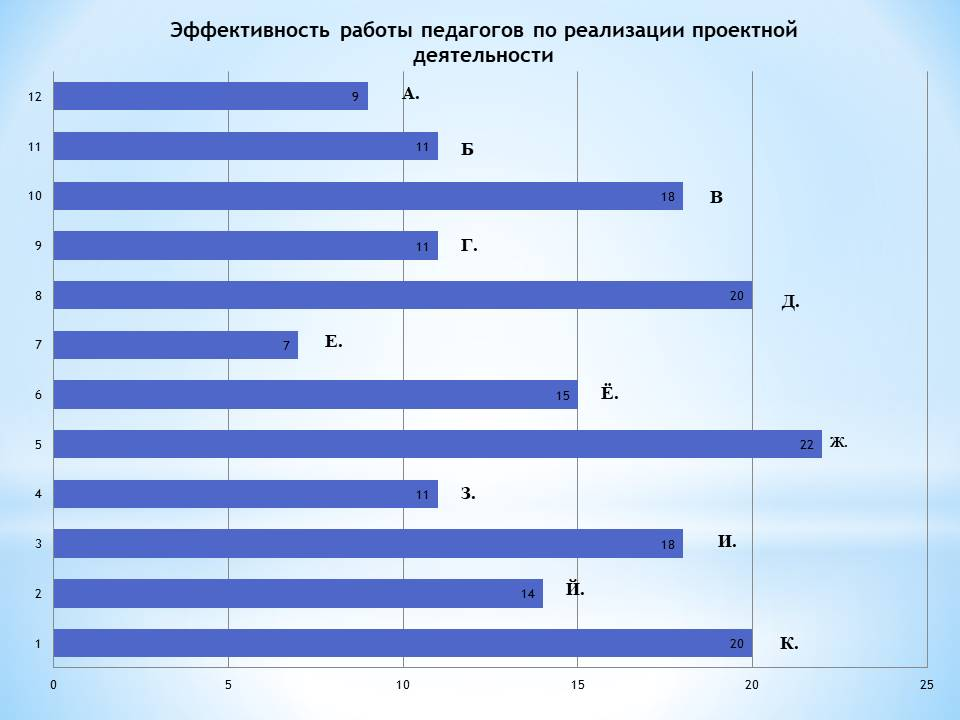 Эффективность работы педагогов по реализации проектной
деятельности
12 9 А.
11 11 Б
10 18 В
9 11 Г.
8 20 Д.
7 7 Е.
6 15 Ё.
5 22 Ж.
4 11 З.
3 18 И.
2 14 Й.
1 20 К.
0 5 10 15 20 25